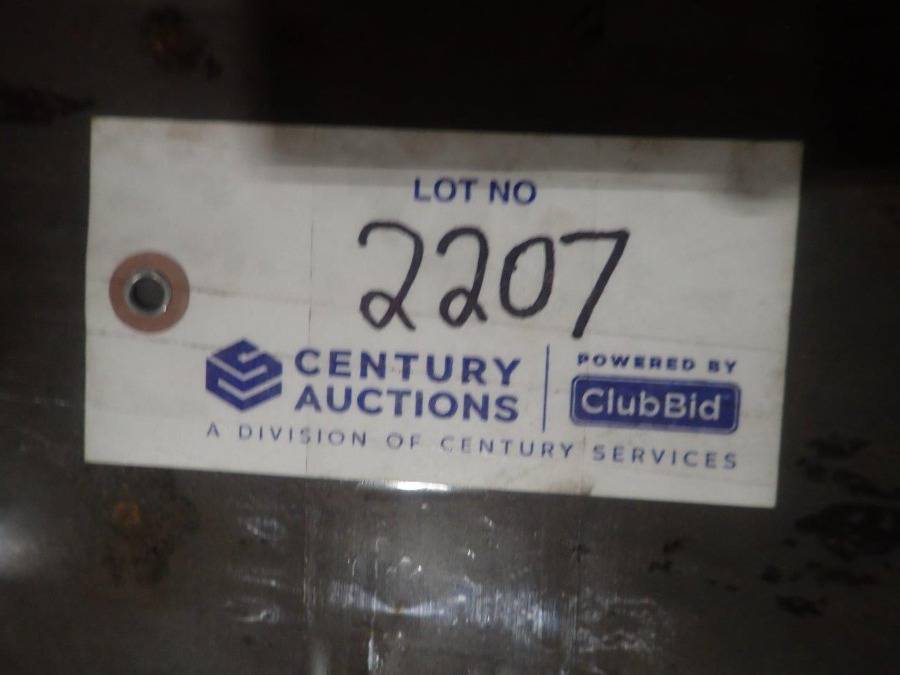 LOT NO
2207
CENTURY
AUCTIONS
POWERED BY
ClubBid
A DIVISION OF CENTURY SERVICES